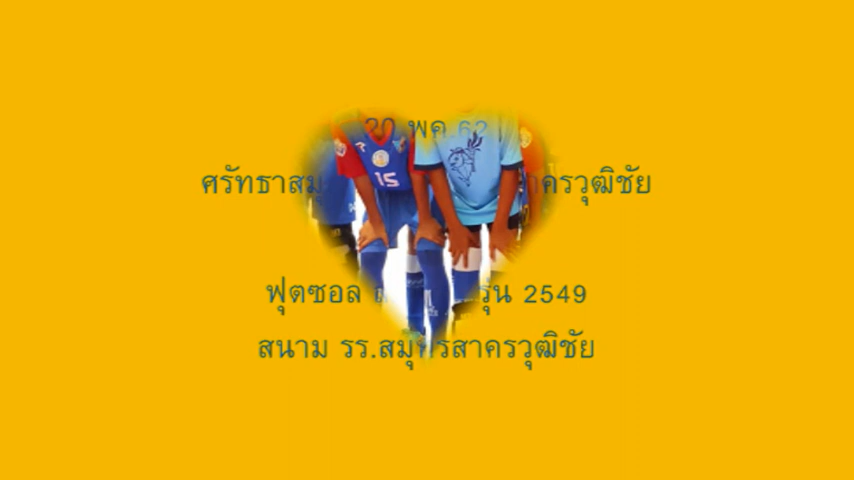 20 พค 62
ศรัทธาสมุ าครวุฒิชัย
15
ฟุตซอล รุ่น 2549
สนาม รร.สมุทรสาครวุฒิชัย